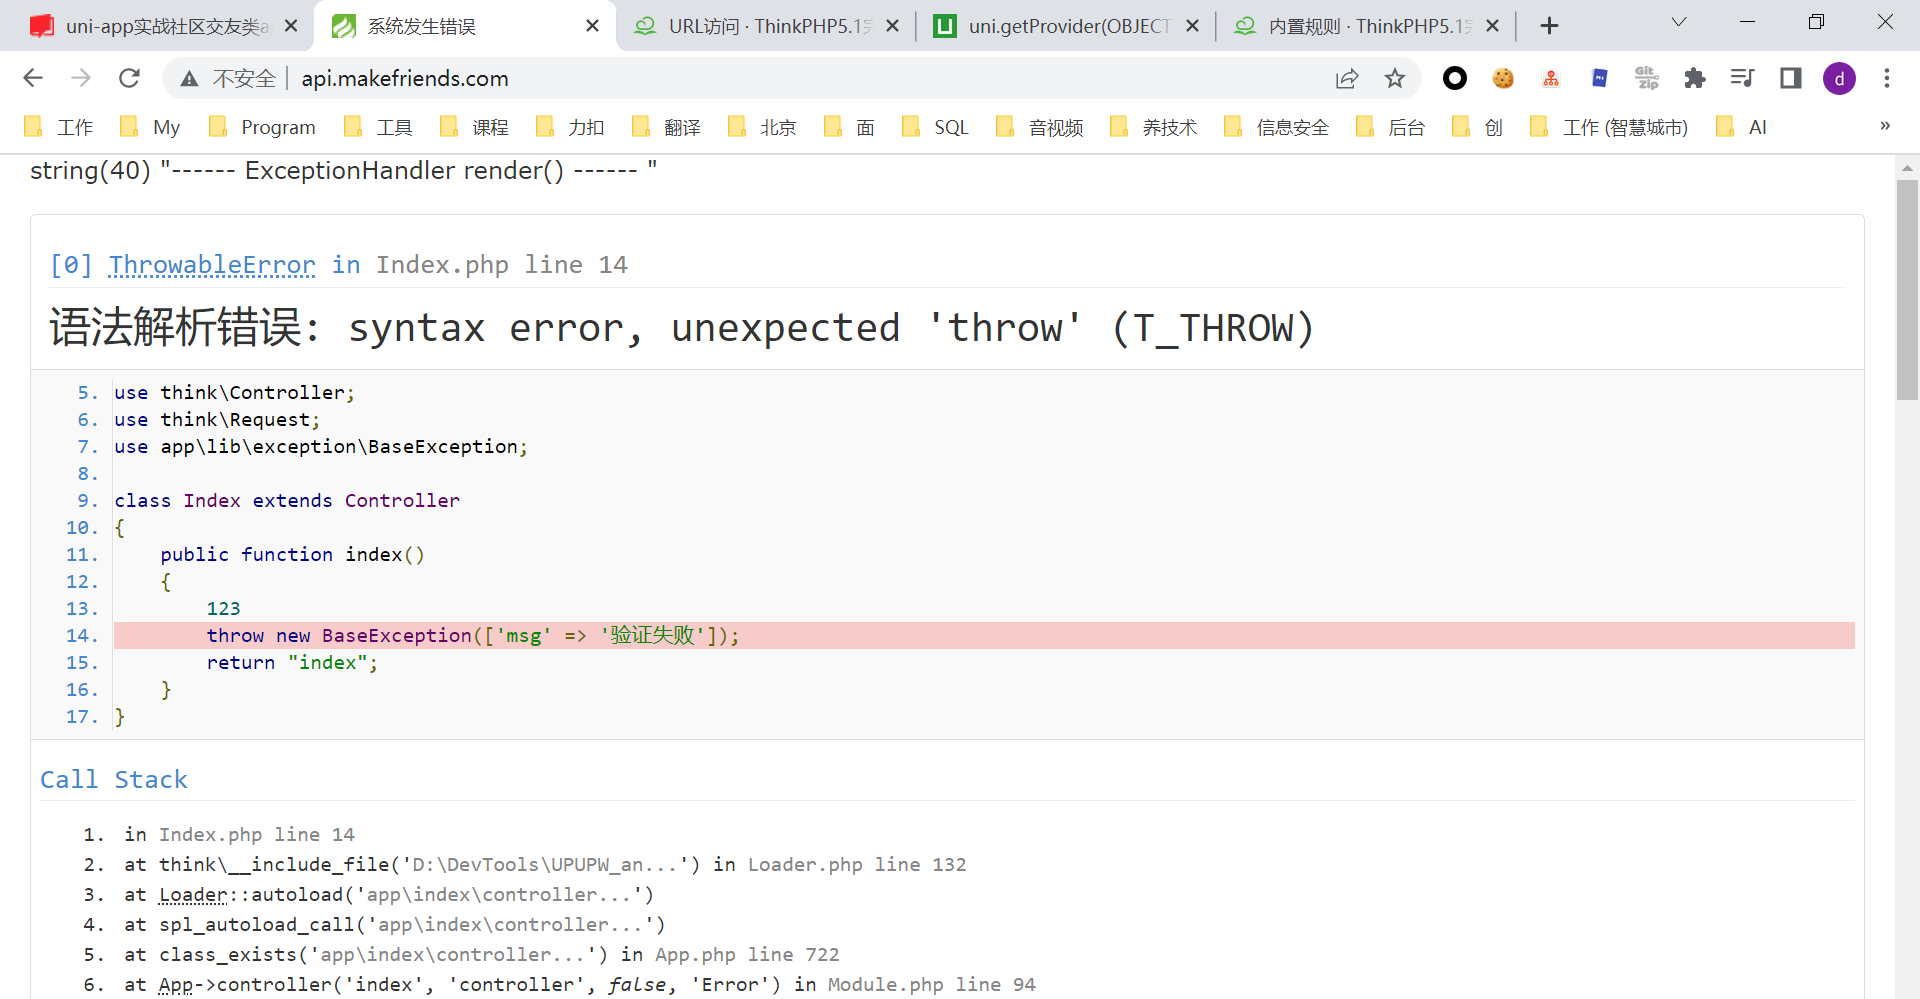 uni-app实战社区交友类a
系统发生错误
URL访问 · ThinkPHP5.1完
uni.getProvider(OBJECT
内置规则 · ThinkPHP5.1完
不安全 | api.makefriends.com
Git Zip
d
工作 My Program 工具 课程 力扣 翻译 北京 面 SQL 音视频 养技术 信息安全 后台 创 工作 (智慧城市) AI »
string(40) "------ ExceptionHandler render() ------ "
[0] ThrowableError in Index.php line 14
语法解析错误: syntax error, unexpected 'throw' (T_THROW)
5. use think\Controller;
6. use think\Request;
7. use app\lib\exception\BaseException;
8.
9. class Index extends Controller
10. {
11. public function index()
12. {
13. 123
14. throw new BaseException(['msg' => '验证失败']);
15. return "index";
16. }
17. }
Call Stack
1. in Index.php line 14
2. at think\__include_file('D:\DevTools\UPUPW_an...') in Loader.php line 132
3. at Loader::autoload('app\index\controller...')
4. at spl_autoload_call('app\index\controller...')
5. at class_exists('app\index\controller...') in App.php line 722
6. at App->controller('index', 'controller', false, 'Error') in Module.php line 94